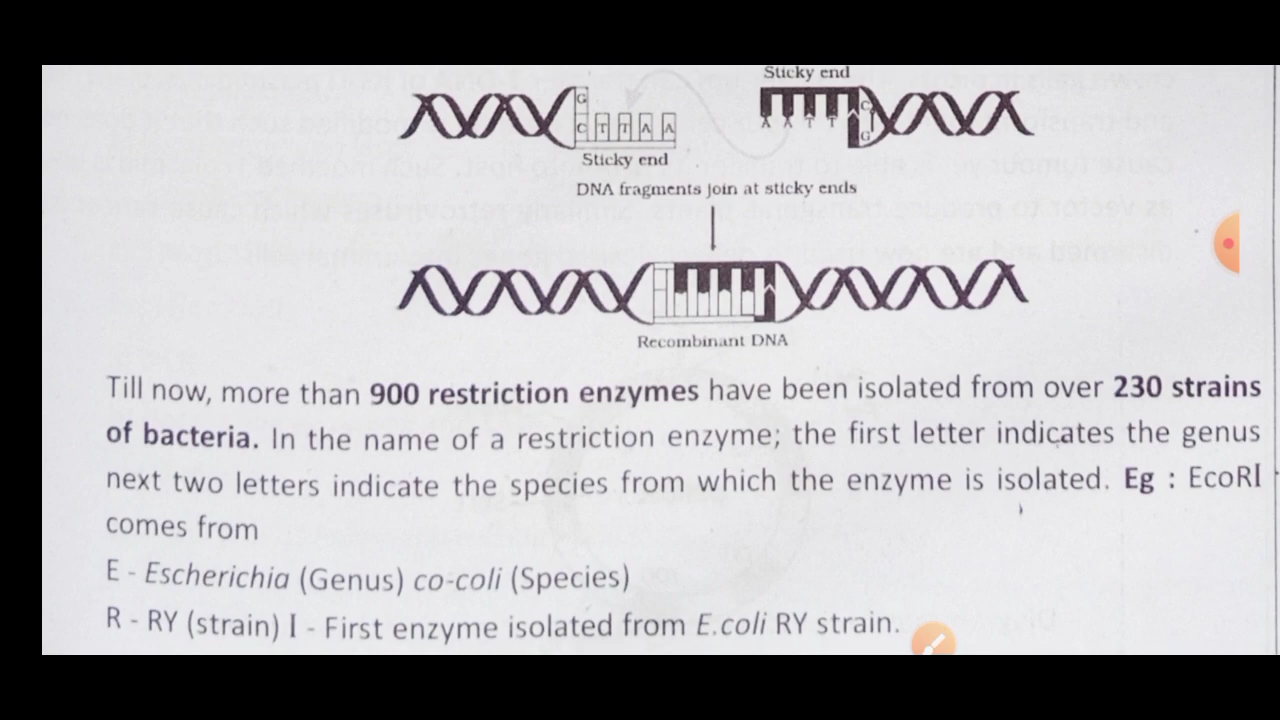 Sticky end
G
C T T A A
A A T T C
G
Sticky end
DNA fragments join at sticky ends
Recombinant DNA
Till now, more than 900 restriction enzymes have been isolated from over 230 strains
of bacteria. In the name of a restriction enzyme; the first letter indicates the genus
next two letters indicate the species from which the enzyme is isolated. Eg : EcoRI
comes from
E - Escherichia (Genus) co-coli (Species)
R - RY (strain) I - First enzyme isolated from E.coli RY strain.